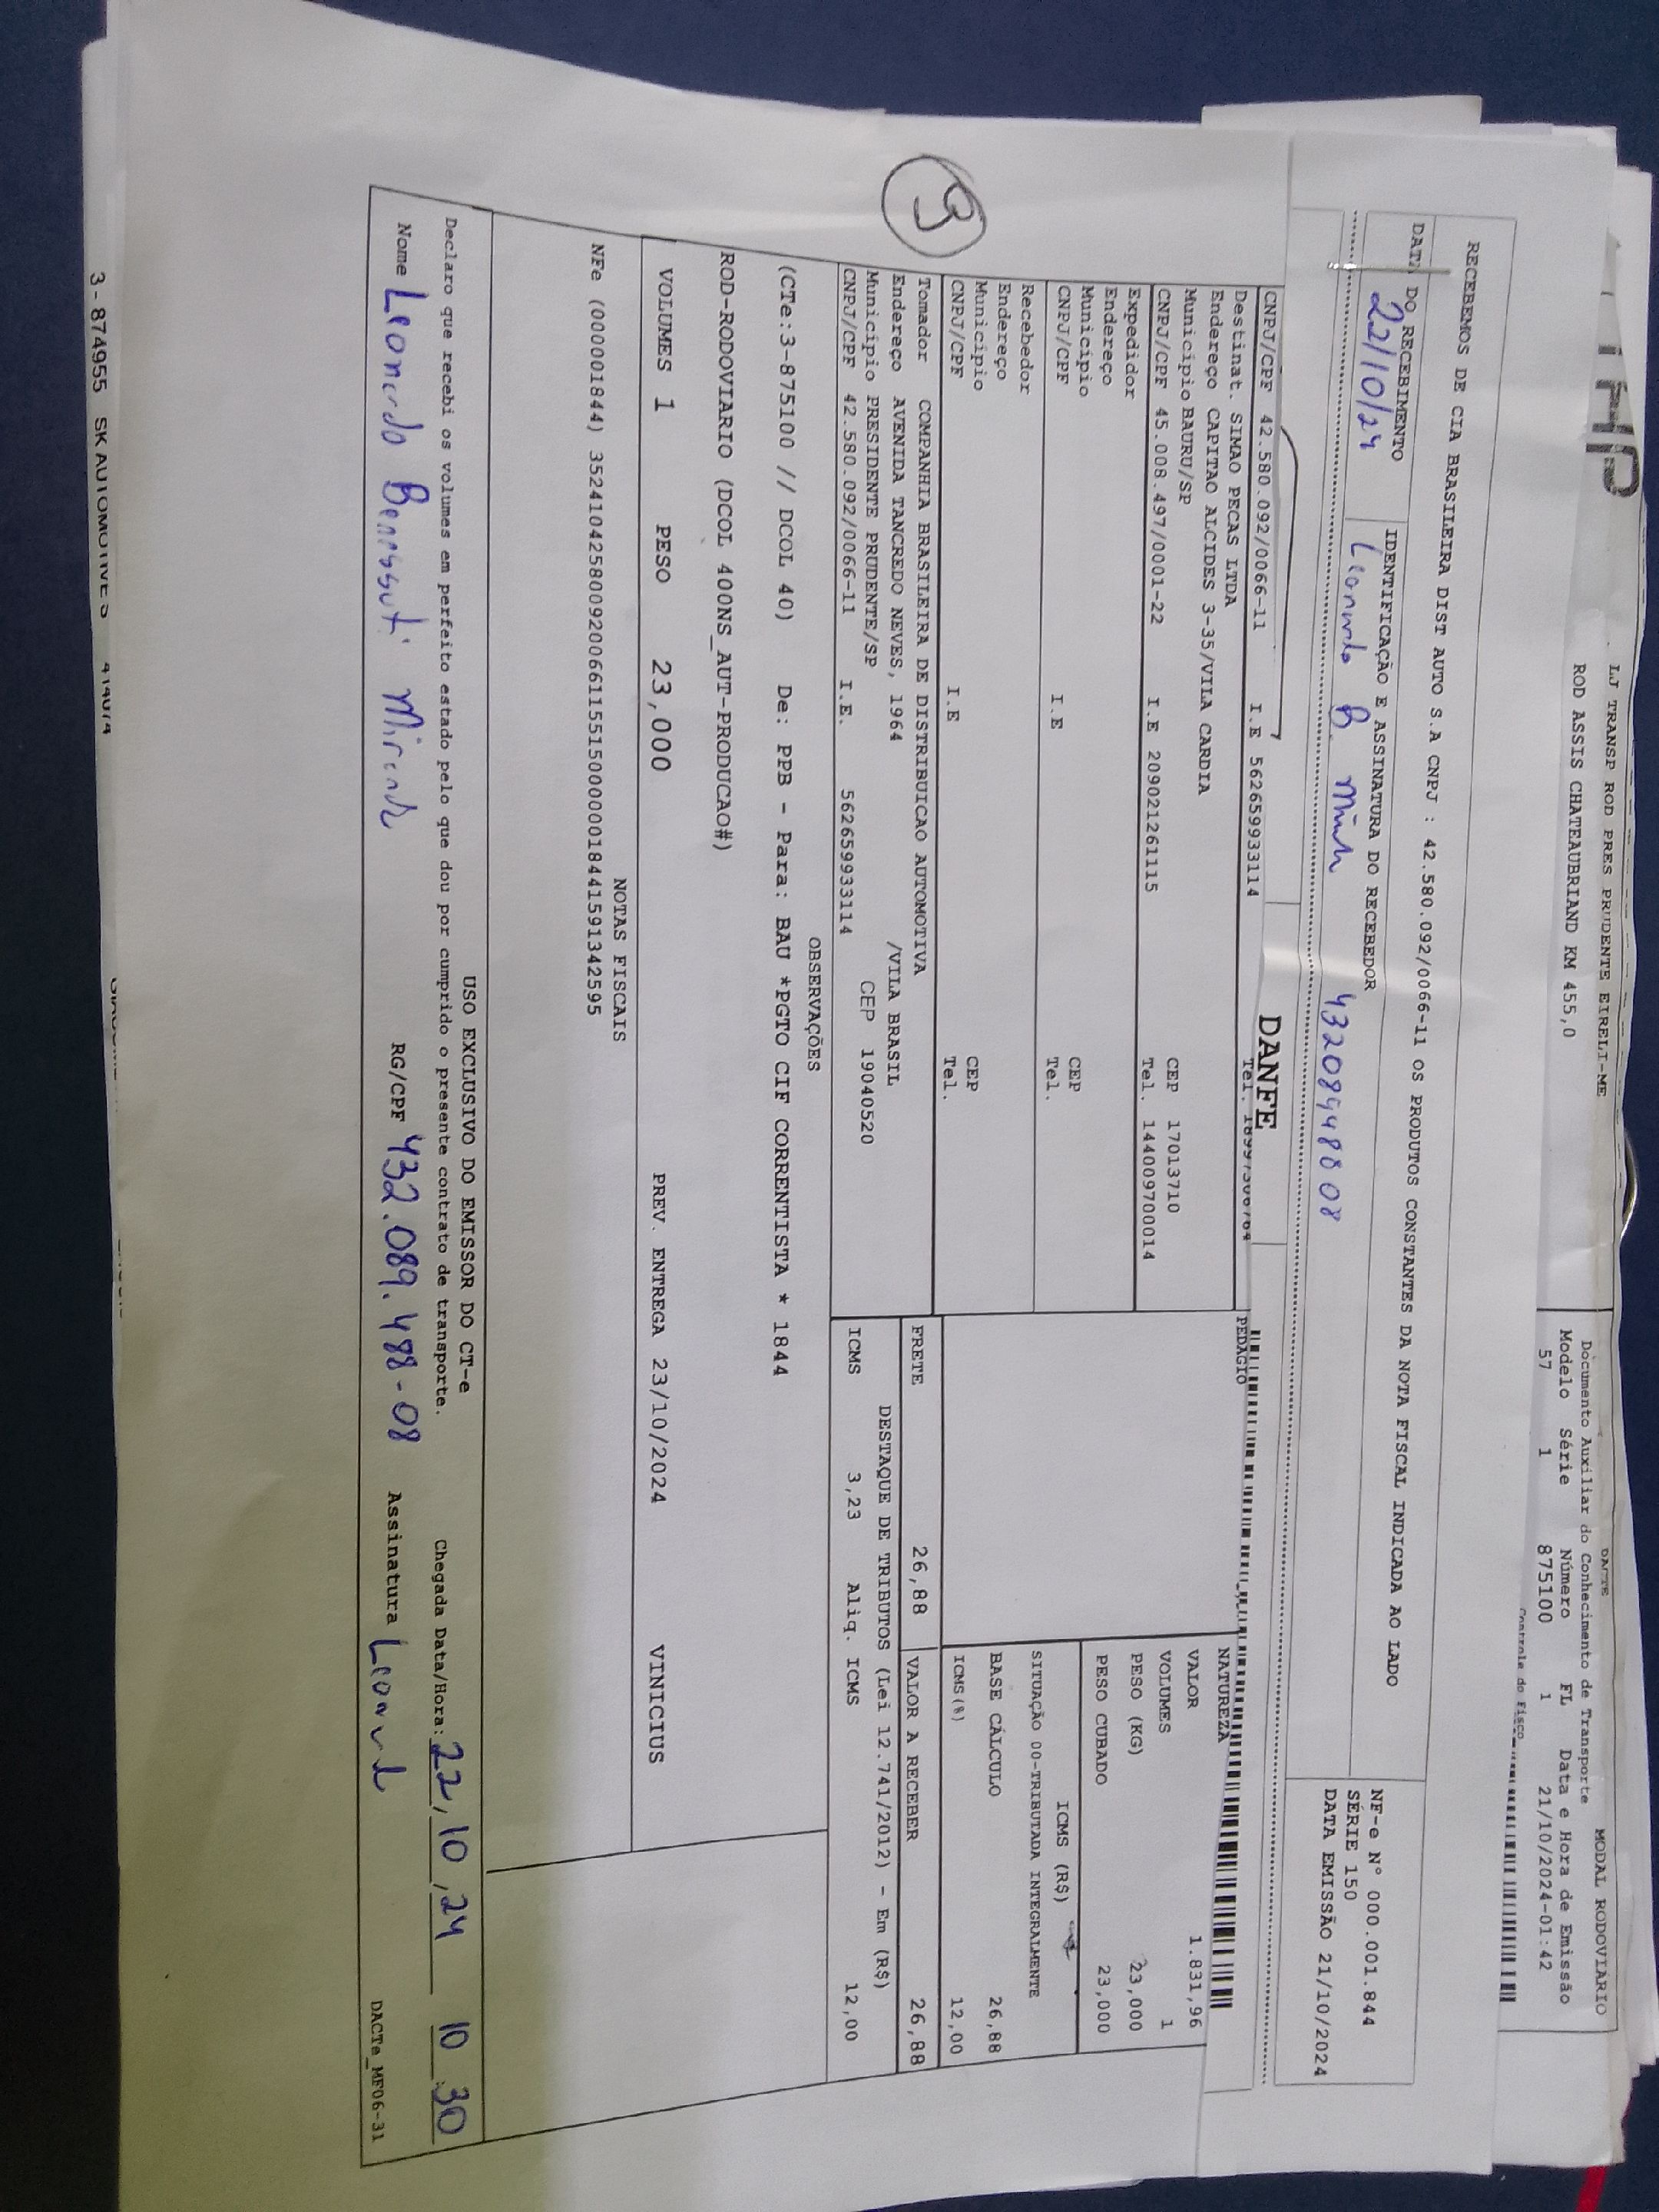 LJ TRANSP ROD PRES PRUDENTE EIRELI-ME
ROD ASSIS CHATEAUBRIAND KM 455,0
DACTE
MODAL RODOVIARIO
Documento Auxiliar do Conhecimento de Transporte
Modelo Série Número FL Data e Hora de Emissão
57 1 875100 1 21/10/2024-01:42
Controle do Fisco
RECEBEMOS DE CIA BRASILEIRA DIST AUTO S.A CNPJ : 42.580.092/0066-11 OS PRODUTOS CONSTANTES DA NOTA FISCAL INDICADA AO LADO
DATA DO RECEBIMENTO
22/10/24
IDENTIFICAÇÃO E ASSINATURA DO RECEBEDOR
Leonardo B. 43208948808
NF-e N° 000.001.844
SÉRIE 150
DATA EMISSÃO 21/10/2024
DANFE
CNPJ/CPF 42.580.092/0066-11 I.E 562659933114 Tel.
Destinat. SIMAO PECAS LTDA
Endereço CAPITAO ALCIDES 3-35/VILA CARDIA
Município BAURU/SP CEP 17013710
CNPJ/CPF 45.008.497/0001-22 I.E 209021261115 Tel. 144009700014
Expedidor
Endereço
Município CEP
CNPJ/CPF I.E Tel.
Recebedor
Endereço
Município CEP
CNPJ/CPF I.E Tel.
Tomador COMPANHIA BRASILEIRA DE DISTRIBUICAO AUTOMOTIVA
Endereço AVENIDA TANCREDO NEVES, 1964 /VILA BRASIL
Município PRESIDENTE PRUDENTE/SP CEP 19040520
CNPJ/CPF 42.580.092/0066-11 I.E. 562659933114
PEDÁGIO
NATUREZA
VALOR 1.831,96
VOLUMES 1
PESO (KG) 23,000
PESO CUBADO 23,000
ICMS (R$)
SITUAÇÃO 00-TRIBUTADA INTEGRALMENTE
BASE CÁLCULO 26,88
ICMS(%) 12,00
FRETE 26,88 VALOR A RECEBER 26,88
DESTAQUE DE TRIBUTOS (Lei 12.741/2012) - Em (R$)
ICMS 3,23 Aliq. ICMS 12,00
3
OBSERVAÇÕES
(CTe:3-875100 // DCOL 40) De: PPB - Para: BAU *PGTO CIF CORRENTISTA * 1844
ROD-RODOVIARIO (DCOL 400NS_AUT-PRODUCAO#)
VOLUMES 1 PESO 23,000 PREV. ENTREGA 23/10/2024 VINICIUS
NOTAS FISCAIS
NFe (000001844) 35241042580092006611551500000018441591342595
USO EXCLUSIVO DO EMISSOR DO CT-e
Declaro que recebi os volumes em perfeito estado pelo que dou por cumprido o presente contrato de transporte. Chegada Data/Hora: 22/10/24 10:30
Nome Leonardo Benassuti Miranda RG/CPF 432.089.488-08 Assinatura Leonard
DACTe_MF06-31
3-874955 SK AUTOMOTIVE S 414074